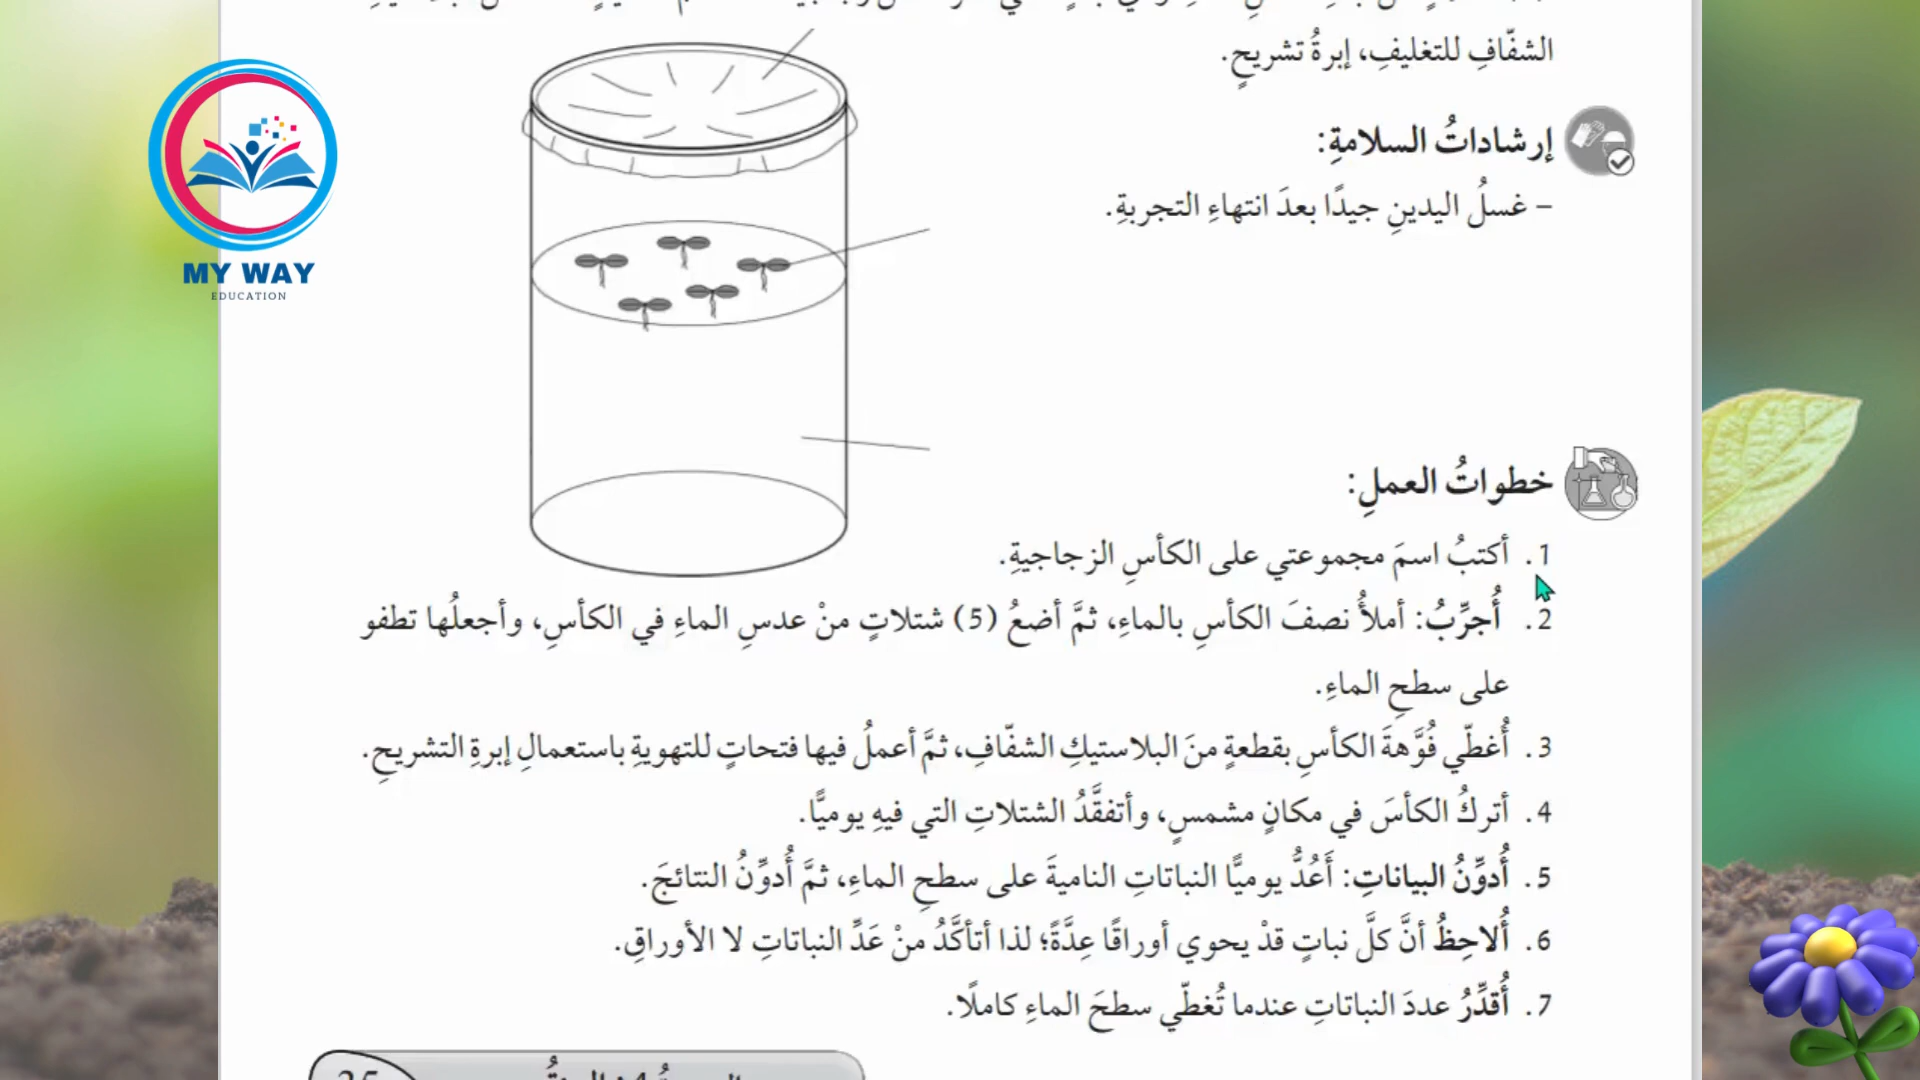 الشفّافِ للتغليفِ، إبرةُ تشريحٍ.
MY WAY
EDUCATION
إرشاداتُ السلامةِ:
– غسلُ اليدينِ جيدًا بعدَ انتهاءِ التجربةِ.
خطواتُ العملِ:
1. أكتبُ اسمَ مجموعتي على الكأسِ الزجاجيةِ.
2. أُجرِّبُ: أملأُ نصفَ الكأسِ بالماءِ، ثمَّ أضعُ (5) شتلاتٍ منْ عدسِ الماءِ في الكأسِ، وأجعلُها تطفو
على سطحِ الماءِ.
3. أُغطّي فُوَّهةَ الكأسِ بقطعةٍ منَ البلاستيكِ الشفّافِ، ثمَّ أعملُ فيها فتحاتٍ للتهويةِ باستعمالِ إبرةِ التشريحِ.
4. أتركُ الكأسَ في مكانٍ مشمسٍ، وأتفقَّدُ الشتلاتِ التي فيهِ يوميًّا.
5. أُدوِّنُ البياناتِ: أَعُدُّ يوميًّا النباتاتِ الناميةَ على سطحِ الماءِ، ثمَّ أُدوِّنُ النتائجَ.
6. أُلاحِظُ أنَّ كلَّ نباتٍ قدْ يحوي أوراقًا عِدَّةً؛ لذا أتأكَّدُ منْ عَدِّ النباتاتِ لا الأوراقِ.
7. أُقدِّرُ عددَ النباتاتِ عندما تُغطّي سطحَ الماءِ كاملًا.